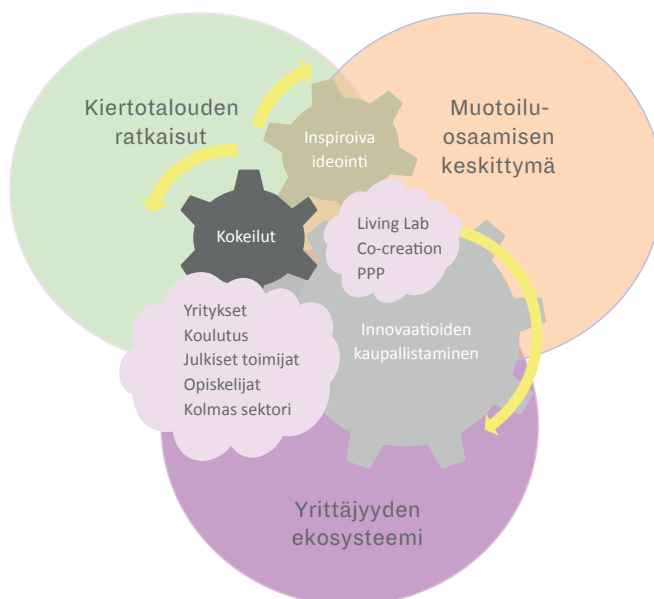 Kiertotalouden
ratkaisut
Muotoilu-
osaamisen
keskittymä
Inspiroiva
ideointi
Kokeilut
Living Lab
Co-creation
PPP
Innovaatioiden
kaupallistaminen
Yritykset
Koulutus
Julkiset toimijat
Opiskelijat
Kolmas sektori
Yrittäjyyden
ekosysteemi